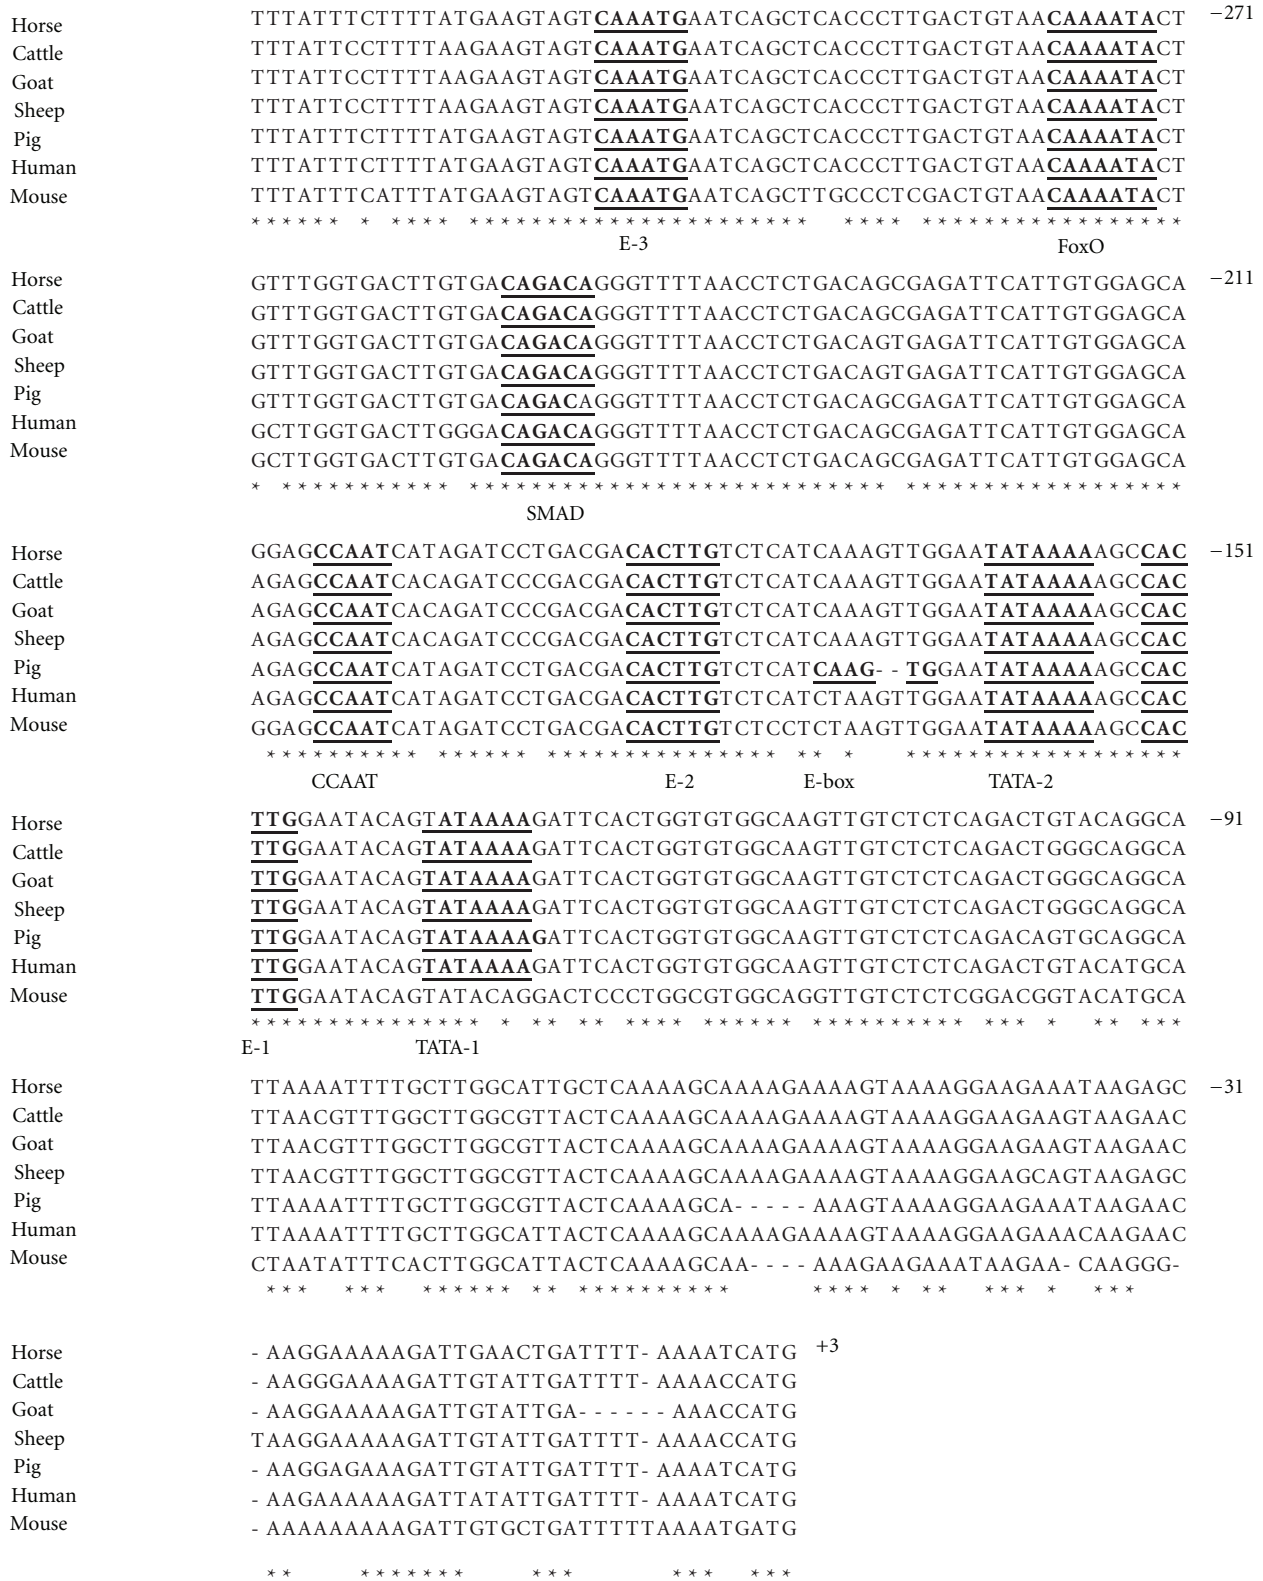 Horse TTTATTTCTTTTATGAAGTAGTCAAATGAATCAGCTCACCCTTGACTGTAACAAAATACT −271
Cattle TTTATTCCTTTTAAGAAGTAGTCAAATGAATCAGCTCACCCTTGACTGTAACAAAATACT
Goat TTTATTCCTTTTAAGAAGTAGTCAAATGAATCAGCTCACCCTTGACTGTAACAAAATACT
Sheep TTTATTCCTTTTAAGAAGTAGTCAAATGAATCAGCTCACCCTTGACTGTAACAAAATACT
Pig TTTATTTCTTTTATGAAGTAGTCAAATGAATCAGCTCACCCTTGACTGTAACAAAATACT
Human TTTATTTCTTTTATGAAGTAGTCAAATGAATCAGCTCACCCTTGACTGTAACAAAATACT
Mouse TTTATTTCATTTATGAAGTAGTCAAATGAATCAGCTTGCCCTCGACTGTAACAAAATACT
****** * **** **********************  **** *****************
E-3 FoxO
Horse GTTTGGTGACTTGTGACAGACAGGGTTTTAACCTCTGACAGCGAGATTCATTGTGGAGCA −211
Cattle GTTTGGTGACTTGTGACAGACAGGGTTTTAACCTCTGACAGCGAGATTCATTGTGGAGCA
Goat GTTTGGTGACTTGTGACAGACAGGGTTTTAACCTCTGACAGTGAGATTCATTGTGGAGCA
Sheep GTTTGGTGACTTGTGACAGACAGGGTTTTAACCTCTGACAGTGAGATTCATTGTGGAGCA
Pig GTTTGGTGACTTGTGACAGACAGGGTTTTAACCTCTGACAGCGAGATTCATTGTGGAGCA
Human GCTTGGTGACTTGGGACAGACAGGGTTTTAACCTCTGACAGCGAGATTCATTGTGGAGCA
Mouse GCTTGGTGACTTGTGACAGACAGGGTTTTAACCTCTGACAGCGAGATTCATTGTGGAGCA
* *********** *************************** ******************
SMAD
Horse GGAGCCAATCATAGATCCTGACGACACTTGTCTCATCAAAGTTGGAATATAAAAAGCCAC −151
Cattle AGAGCCAATCACAGATCCCGACGACACTTGTCTCATCAAAGTTGGAATATAAAAAGCCAC
Goat AGAGCCAATCACAGATCCCGACGACACTTGTCTCATCAAAGTTGGAATATAAAAAGCCAC
Sheep AGAGCCAATCACAGATCCCGACGACACTTGTCTCATCAAAGTTGGAATATAAAAAGCCAC
Pig AGAGCCAATCATAGATCCTGACGACACTTGTCTCATCAAG--TGGAATATAAAAAGCCAC
Human AGAGCCAATCATAGATCCTGACGACACTTGTCTCATCTAAGTTGGAATATAAAAAGCCAC
Mouse GGAGCCAATCATAGATCCTGACGACACTTGTCTCCTCTAAGTTGGAATATAAAAAGCCAC
********** ****** *************** ** * ******************
CCAAT E-2 E-box TATA-2
Horse TTGGAATACAGTATAAAAGATTCACTGGTGTGGCAAGTTGTCTCTCAGACTGTACAGGCA −91
Cattle TTGGAATACAGTATAAAAGATTCACTGGTGTGGCAAGTTGTCTCTCAGACTGGGCAGGCA
Goat TTGGAATACAGTATAAAAGATTCACTGGTGTGGCAAGTTGTCTCTCAGACTGGGCAGGCA
Sheep TTGGAATACAGTATAAAAGATTCACTGGTGTGGCAAGTTGTCTCTCAGACTGGGCAGGCA
Pig TTGGAATACAGTATAAAAGATTCACTGGTGTGGCAAGTTGTCTCTCAGACAGTGCAGGCA
Human TTGGAATACAGTATAAAAGATTCACTGGTGTGGCAAGTTGTCTCTCAGACTGTACATGCA
Mouse TTGGAATACAGTATACAGGACTCCCTGGCGTGGCAGGTTGTCTCTCGGACGGTACATGCA
*************** * ** ** **** ****** ********** *** *  ** ***
E-1 TATA-1
Horse TTAAAATTTTGCTTGGCATTGCTCAAAAGCAAAAGAAAAGTAAAAGGAAGAAATAAGAGC −31
Cattle TTAACGTTTGGCTTGGCGTTACTCAAAAGCAAAAGAAAAGTAAAAGGAAGAAGTAAGAAC
Goat TTAACGTTTGGCTTGGCGTTACTCAAAAGCAAAAGAAAAGTAAAAGGAAGAAGTAAGAAC
Sheep TTAACGTTTGGCTTGGCGTTACTCAAAAGCAAAAGAAAAGTAAAAGGAAGCAGTAAGAGC
Pig TTAAAATTTTGCTTGGCGTTACTCAAAAGCA-----AAAGTAAAAGGAAGAAATAAGAAC
Human TTAAAATTTTGCTTGGCATTACTCAAAAGCAAAAGAAAAGTAAAAGGAAGAAACAAGAAC
Mouse CTAATATTTCACTTGGCATTACTCAAAAGCAA----AAAGAAGAAATAAGAA-CAAGGG-
***  ***  ****** ** **********     **** * **  *** *  ***
Horse -AAGGAAAAAGATTGAACTGATTTT-AAAATCATG +3
Cattle -AAGGGAAAAGATTGTATTGATTTT-AAAACCATG
Goat -AAGGAAAAAGATTGTATTGA------AAACCATG
Sheep TAAGGAAAAAGATTGTATTGATTTT-AAAACCATG
Pig -AAGGAGAAAGATTGTATTGATTTT-AAAATCATG
Human -AAGAAAAAAGATTATATTGATTTT-AAAATCATG
Mouse -AAAAAAAAAGATTGTGCTGATTTTTAAAATGATG
**    *******    ***      ***  ***